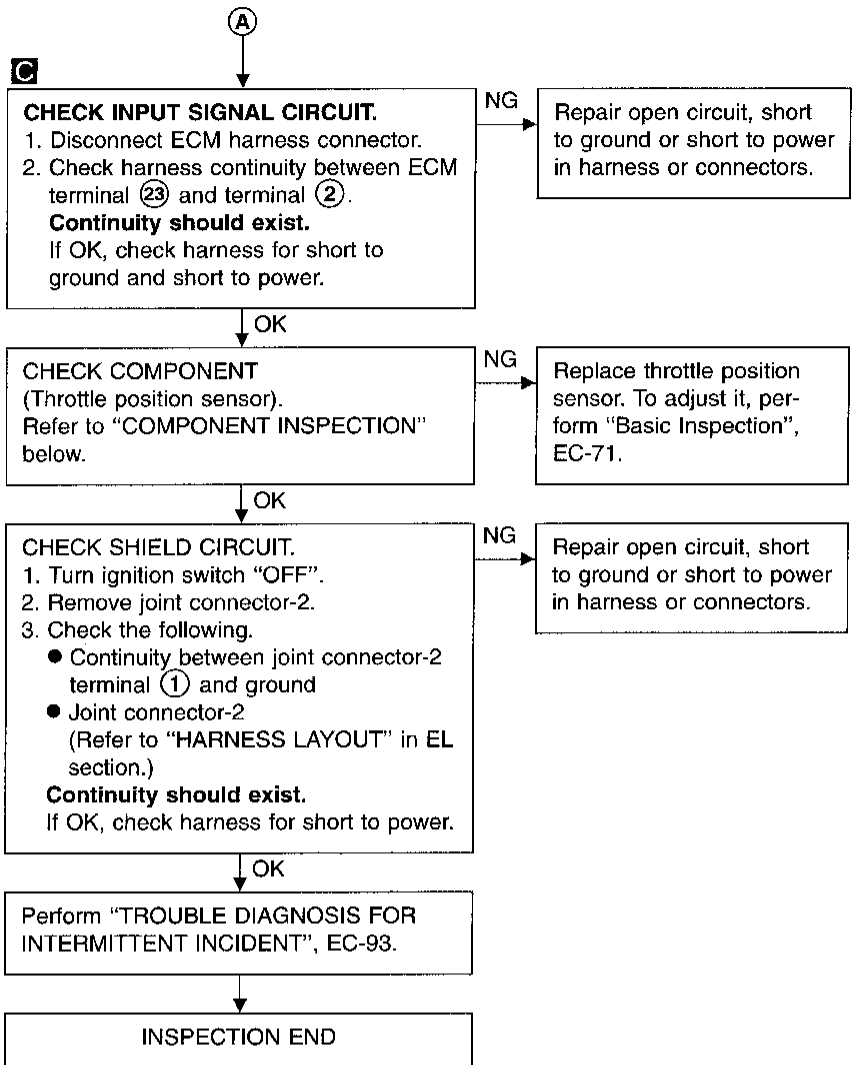 A
C
CHECK INPUT SIGNAL CIRCUIT.
1. Disconnect ECM harness connector.
2. Check harness continuity between ECM
terminal 23 and terminal 2.
Continuity should exist.
If OK, check harness for short to
ground and short to power.
NG
Repair open circuit, short
to ground or short to power
in harness or connectors.
OK
CHECK COMPONENT
(Throttle position sensor).
Refer to “COMPONENT INSPECTION”
below.
NG
Replace throttle position
sensor. To adjust it, per-
form “Basic Inspection”,
EC-71.
OK
CHECK SHIELD CIRCUIT.
1. Turn ignition switch “OFF”.
2. Remove joint connector-2.
3. Check the following.
● Continuity between joint connector-2
terminal 1 and ground
● Joint connector-2
(Refer to “HARNESS LAYOUT” in EL
section.)
Continuity should exist.
If OK, check harness for short to power.
NG
Repair open circuit, short
to ground or short to power
in harness or connectors.
OK
Perform “TROUBLE DIAGNOSIS FOR
INTERMITTENT INCIDENT”, EC-93.
INSPECTION END